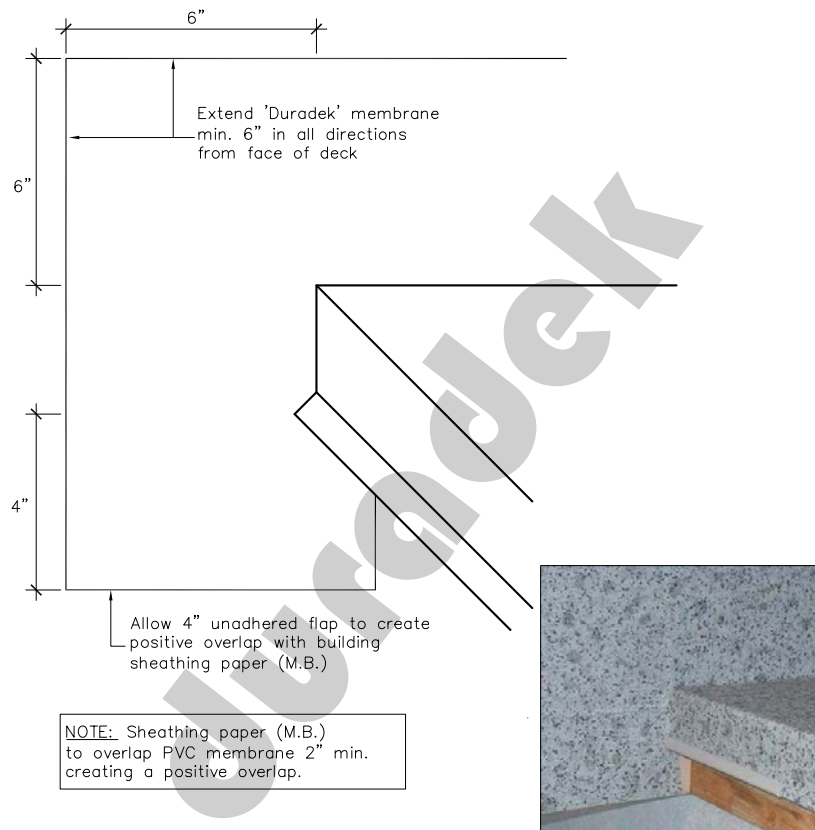 6"
Extend 'Duradek' membrane
min. 6" in all directions
from face of deck
6"
4"
Allow 4" unadhered flap to create
positive overlap with building
sheathing paper (M.B.)
NOTE: Sheathing paper (M.B.)
to overlap PVC membrane 2" min.
creating a positive overlap.
duradek